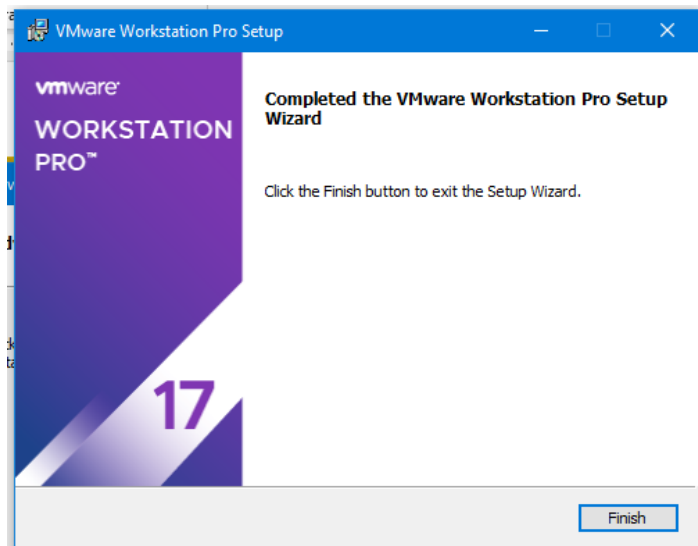 VMware Workstation Pro Setup
vmware®
WORKSTATION
PRO™
Completed the VMware Workstation Pro Setup
Wizard
Click the Finish button to exit the Setup Wizard.
17
Finish